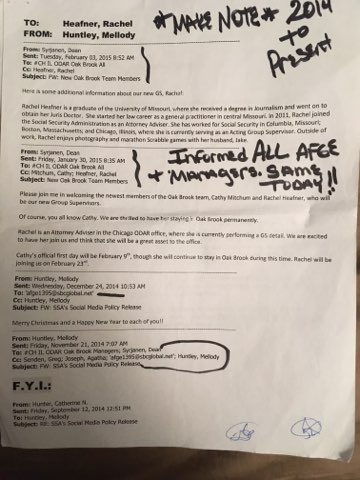 TO: Heafner, Rachel
FROM: Huntley, Mellody
*MAKE NOTE* 2014
to
Present
From: Syrjanen, Dean
Sent: Tuesday, February 03, 2015 8:52 AM
To: #CH IL ODAR Oak Brook All
Cc: Heafner, Rachel
Subject: FW: New Oak Brook Team Members
Here is some additional information about our new GS, Rachel:
Rachel Heafner is a graduate of the University of Missouri, where she received a degree in Journalism and went on to
obtain her Juris Doctor. She started her law career as a general practitioner in central Missouri. In 2011, Rachel joined
the Social Security Administration as an Attorney Advisor. She has worked for Social Security in Columbia, Missouri;
Boston, Massachusetts; and Chicago, Illinois, where she is currently serving as an Acting Group Supervisor. Outside of
work, Rachel enjoys photography and marathon Scrabble games with her husband, Jake.
From: Syrjanen, Dean
Sent: Friday, January 30, 2015 8:35 AM
To: #CH IL ODAR Oak Brook All
Cc: Mitchum, Cathy; Heafner, Rachel
Subject: New Oak Brook Team Members
Informed ALL AFGE
+ Managers. SAME
TODAY!!
Please join me in welcoming the newest members of the Oak Brook team, Cathy Mitchum and Rachel Heafner, who will
be our new Group Supervisors.
Of course, you all know Cathy. We are thrilled to have her staying in Oak Brook permanently.
Rachel is an Attorney Adviser in the Chicago ODAR office, where she is currently performing a GS detail. We are excited
to have her join us and think that she will be a great asset to the office.
Cathy's official first day will be February 9th, though she will continue to stay in Oak Brook during this time. Rachel will be
joining us on February 23rd.
From: Huntley, Mellody
Sent: Wednesday, December 24, 2014 10:53 AM
To: 'afge1395@sbcglobal.net'
Cc: Huntley, Mellody
Subject: FW: SSA's Social Media Policy Release
Merry Christmas and a Happy New Year to each of you!!
From: Huntley, Mellody
Sent: Friday, November 21, 2014 7:07 AM
To: #CH IL ODAR Oak Brook Managers; Syrjanen, Dean
Cc: Senden, Greg; Joseph, Agatha; 'afge1395@sbcglobal.net'; Huntley, Mellody
Subject: FW: SSA's Social Media Policy Release
F.Y.I.:
From: Hunter, Catherine N.
Sent: Friday, September 12, 2014 12:51 PM
To: Huntley, Mellody
Subject: RE: SSA's Social Media Policy Release